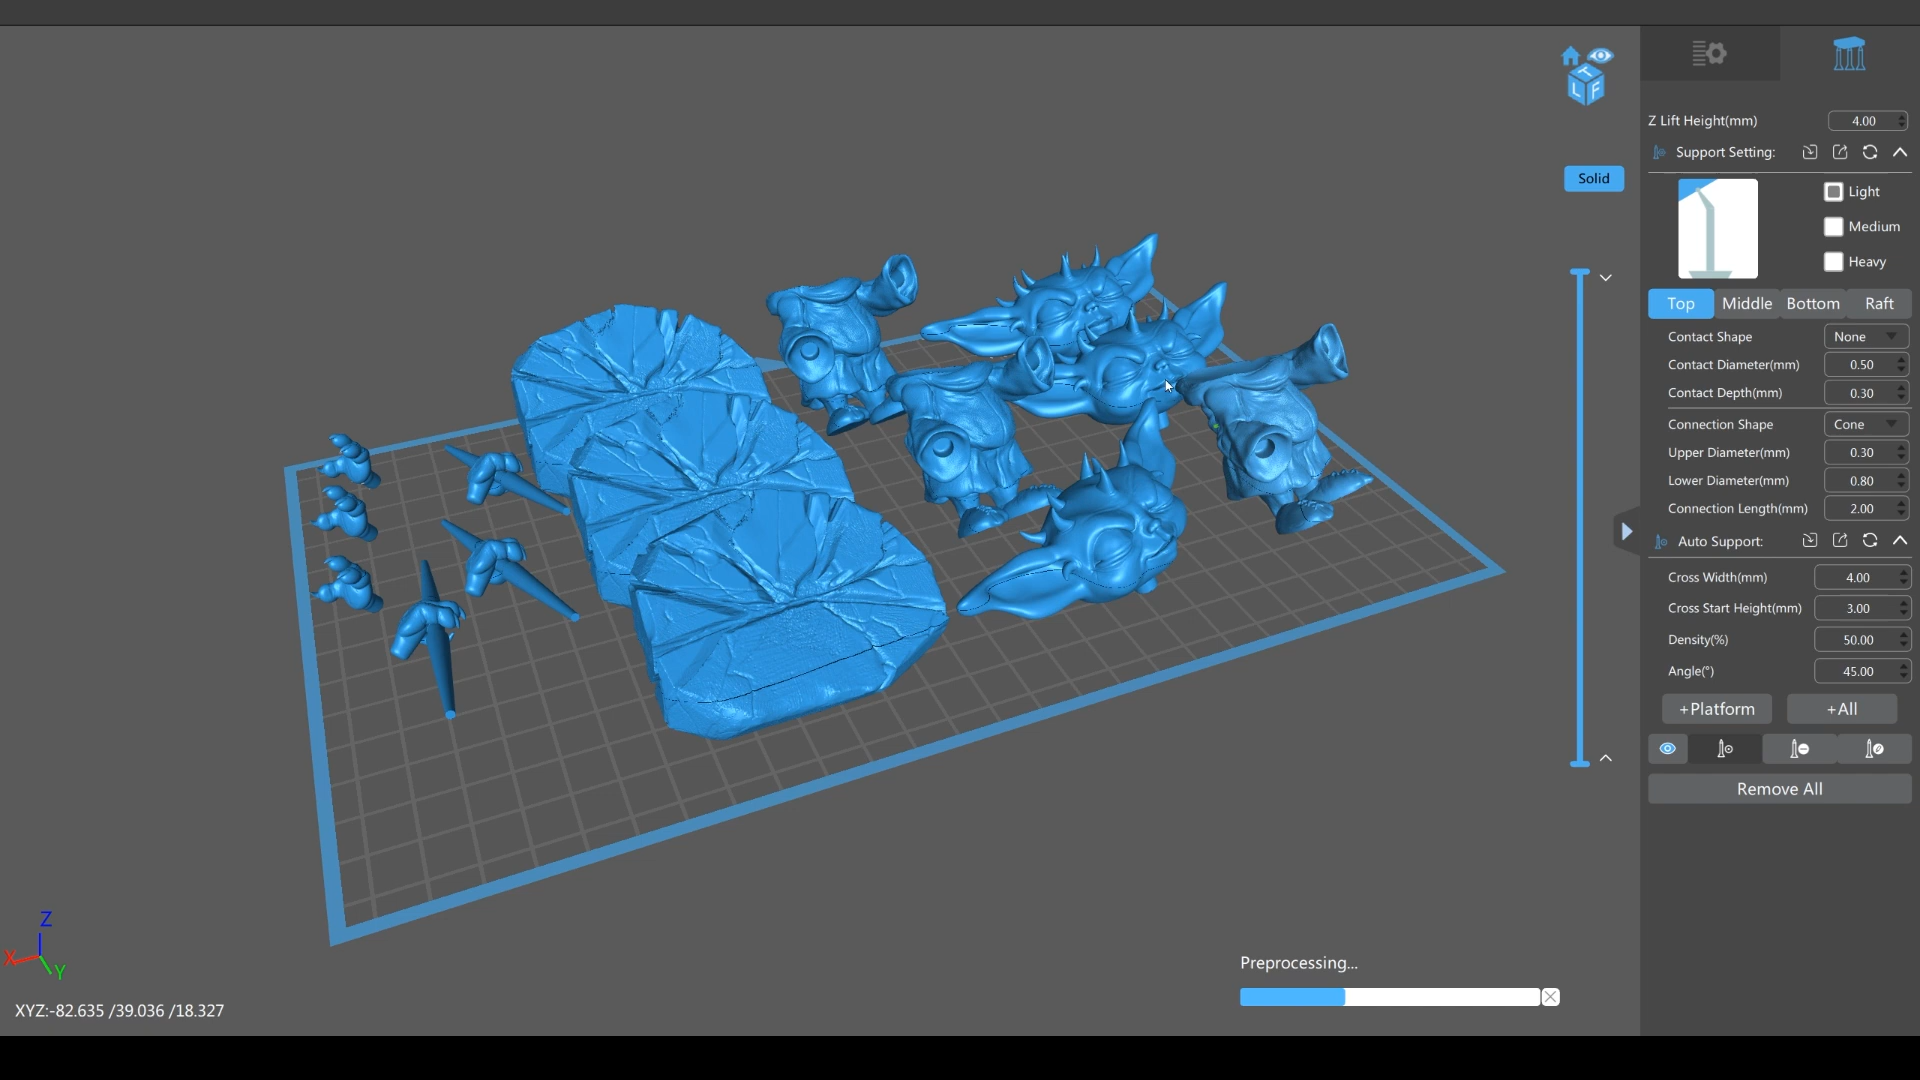 T
L F
Solid
Z Lift Height(mm) 4.00
Support Setting:
Light
Medium
Heavy
Top Middle Bottom Raft
Contact Shape None
Contact Diameter(mm) 0.50
Contact Depth(mm) 0.30
Connection Shape Cone
Upper Diameter(mm) 0.30
Lower Diameter(mm) 0.80
Connection Length(mm) 2.00
Auto Support:
Cross Width(mm) 4.00
Cross Start Height(mm) 3.00
Density(%) 50.00
Angle(°) 45.00
+Platform +All
Remove All
Z
X
Y
Preprocessing...
XYZ:-82.635 /39.036 /18.327